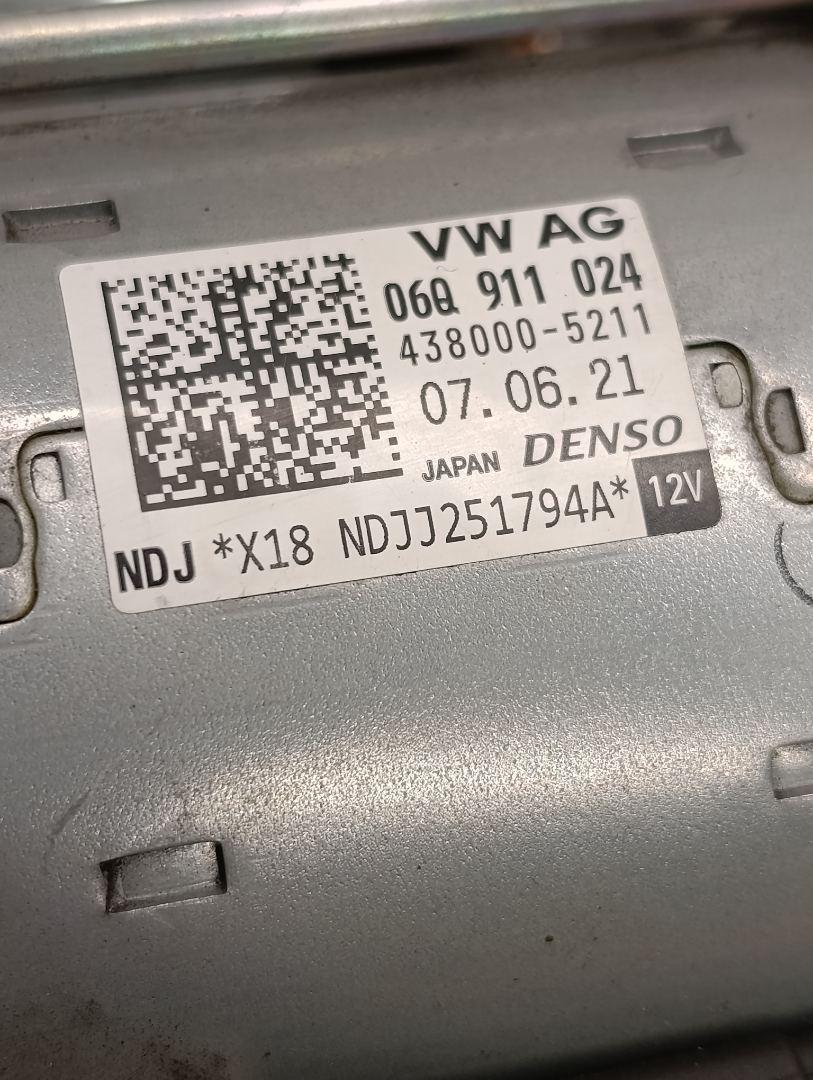 VW AG
06Q 911 024
438000-5211
07.06.21
JAPAN DENSO
NDJ *X18 NDJJ251794A* 12V